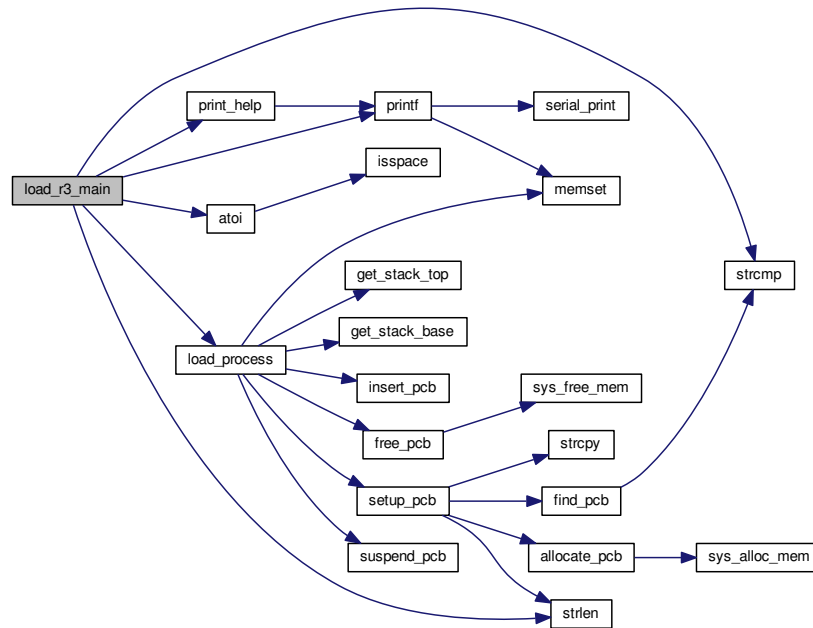 load_r3_main
print_help
printf
serial_print
isspace
memset
atoi
strcmp
get_stack_top
get_stack_base
load_process
insert_pcb
sys_free_mem
free_pcb
strcpy
setup_pcb
find_pcb
suspend_pcb
allocate_pcb
sys_alloc_mem
strlen